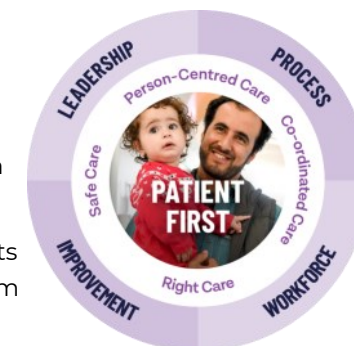 LEADERSHIP
PROCESS
Person-Centred Care
Co-ordinated Care
Safe Care
PATIENT
FIRST
Right Care
IMPROVEMENT
WORKFORCE